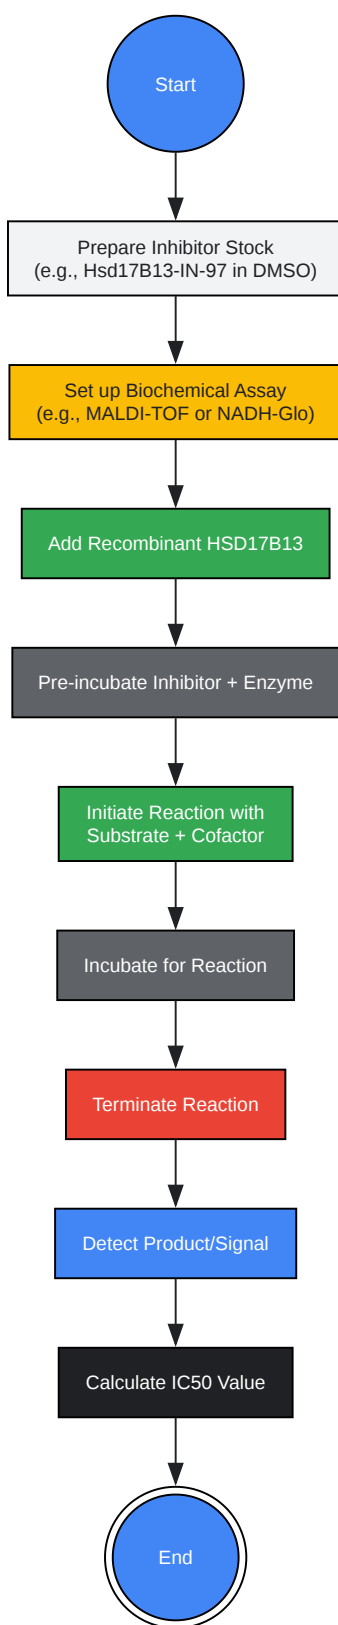 Start
Prepare Inhibitor Stock
(e.g., Hsd17B13-IN-97 in DMSO)
Set up Biochemical Assay
(e.g., MALDI-TOF or NADH-Glo)
Add Recombinant HSD17B13
Pre-incubate Inhibitor + Enzyme
Initiate Reaction with
Substrate + Cofactor
Incubate for Reaction
Terminate Reaction
Detect Product/Signal
Calculate IC50 Value
End